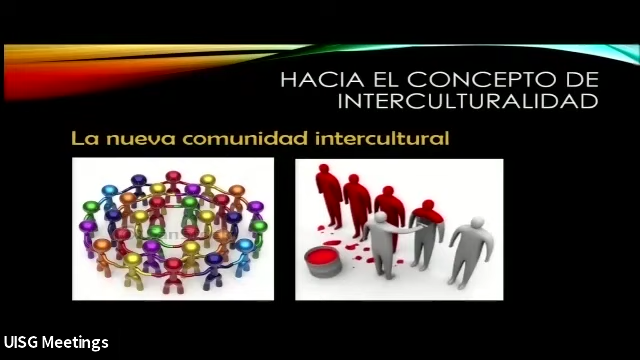 HACIA EL CONCEPTO DE
INTERCULTURALIDAD
La nueva comunidad intercultural
UISG Meetings